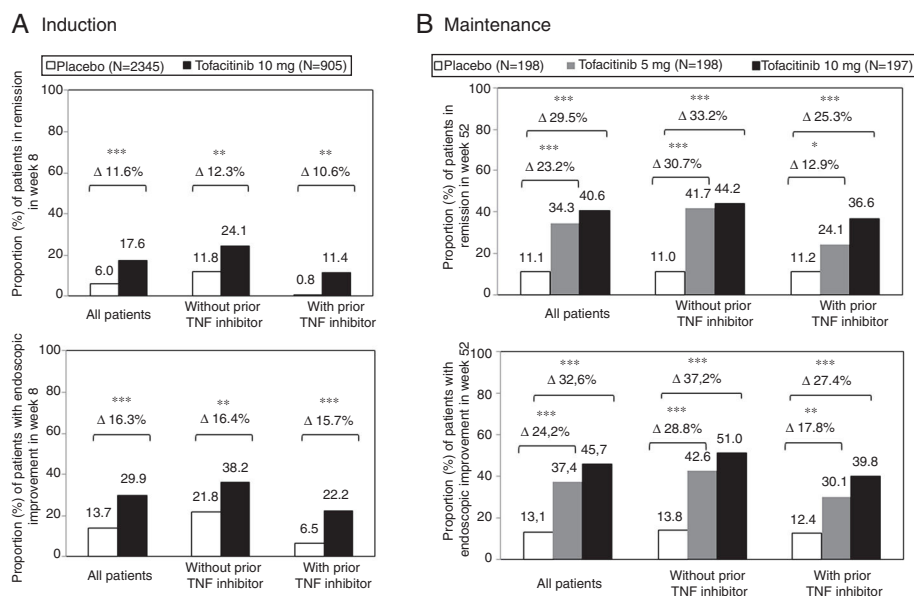 A Induction
Placebo (N=2345) Tofacitinib 10 mg (N=905)
Proportion (%) of patients in remission
in week 8
100
80
60
40
20
0
***
Δ 11.6%
6.0
17.6
All patients
**
Δ 12.3%
11.8
24.1
Without prior
TNF inhibitor
**
Δ 10.6%
0.8
11.4
With prior
TNF inhibitor
Proportion (%) of patients with endoscopic
improvement in week 8
100
80
60
40
20
0
***
Δ 16.3%
13.7
29.9
All patients
**
Δ 16.4%
21.8
38.2
Without prior
TNF inhibitor
***
Δ 15.7%
6.5
22.2
With prior
TNF inhibitor
B Maintenance
Placebo (N=198) Tofacitinib 5 mg (N=198) Tofacitinib 10 mg (N=197)
Proportion (%) of patients in
remission in week 52
100
80
60
40
20
0
***
Δ 29.5%
***
Δ 23.2%
11.1
34.3
40.6
All patients
***
Δ 33.2%
***
Δ 30.7%
11.0
41.7
44.2
Without prior
TNF inhibitor
***
Δ 25.3%
*
Δ 12.9%
11.2
24.1
36.6
With prior
TNF inhibitor
Proportion (%) of patients with
endoscopic improvement in week 52
100
80
60
40
20
0
***
Δ 32,6%
***
Δ 24,2%
13,1
37,4
45,7
All patients
***
Δ 37,2%
***
Δ 28.8%
13.8
42.6
51.0
Without prior
TNF inhibitor
***
Δ 27.4%
**
Δ 17.8%
12.4
30.1
39.8
With prior
TNF inhibitor